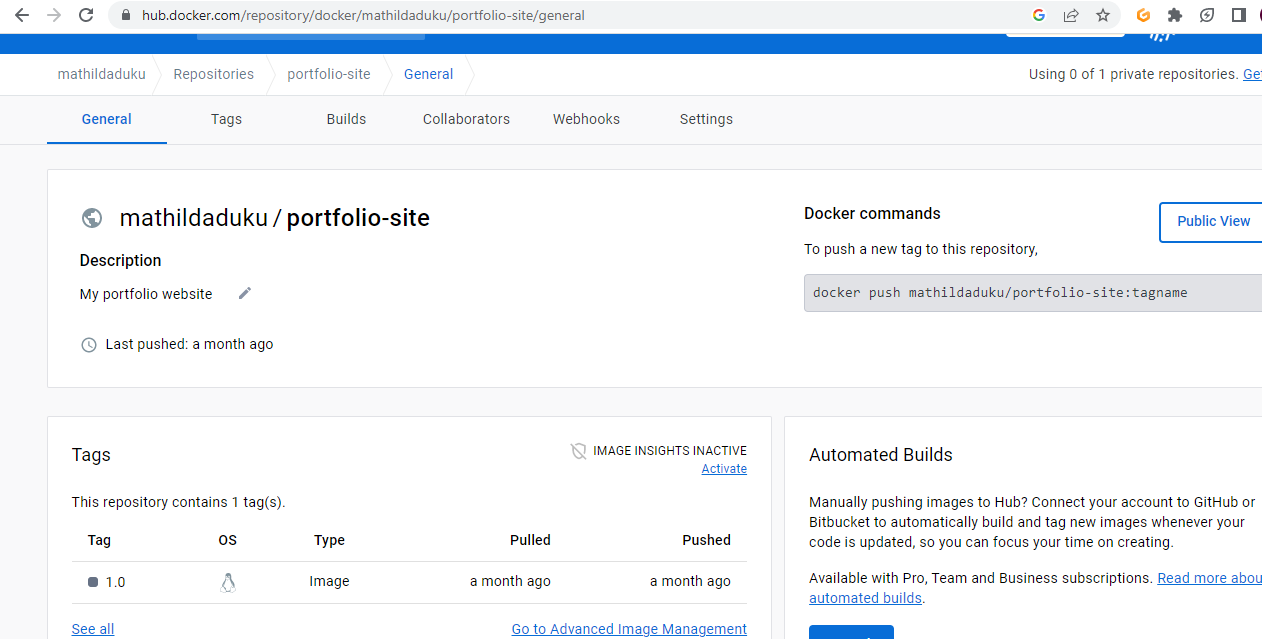 hub.docker.com/repository/docker/mathildaduku/portfolio-site/general
mathildaduku Repositories portfolio-site General
Using 0 of 1 private repositories. Get
General Tags Builds Collaborators Webhooks Settings
mathildaduku / portfolio-site
Description
My portfolio website
Last pushed: a month ago
Docker commands
Public View
To push a new tag to this repository,
docker push mathildaduku/portfolio-site:tagname
Tags
IMAGE INSIGHTS INACTIVE
Activate
This repository contains 1 tag(s).
Tag OS Type Pulled Pushed
1.0 Image a month ago a month ago
See all
Go to Advanced Image Management
Automated Builds
Manually pushing images to Hub? Connect your account to GitHub or
Bitbucket to automatically build and tag new images whenever your
code is updated, so you can focus your time on creating.
Available with Pro, Team and Business subscriptions. Read more abou
automated builds.